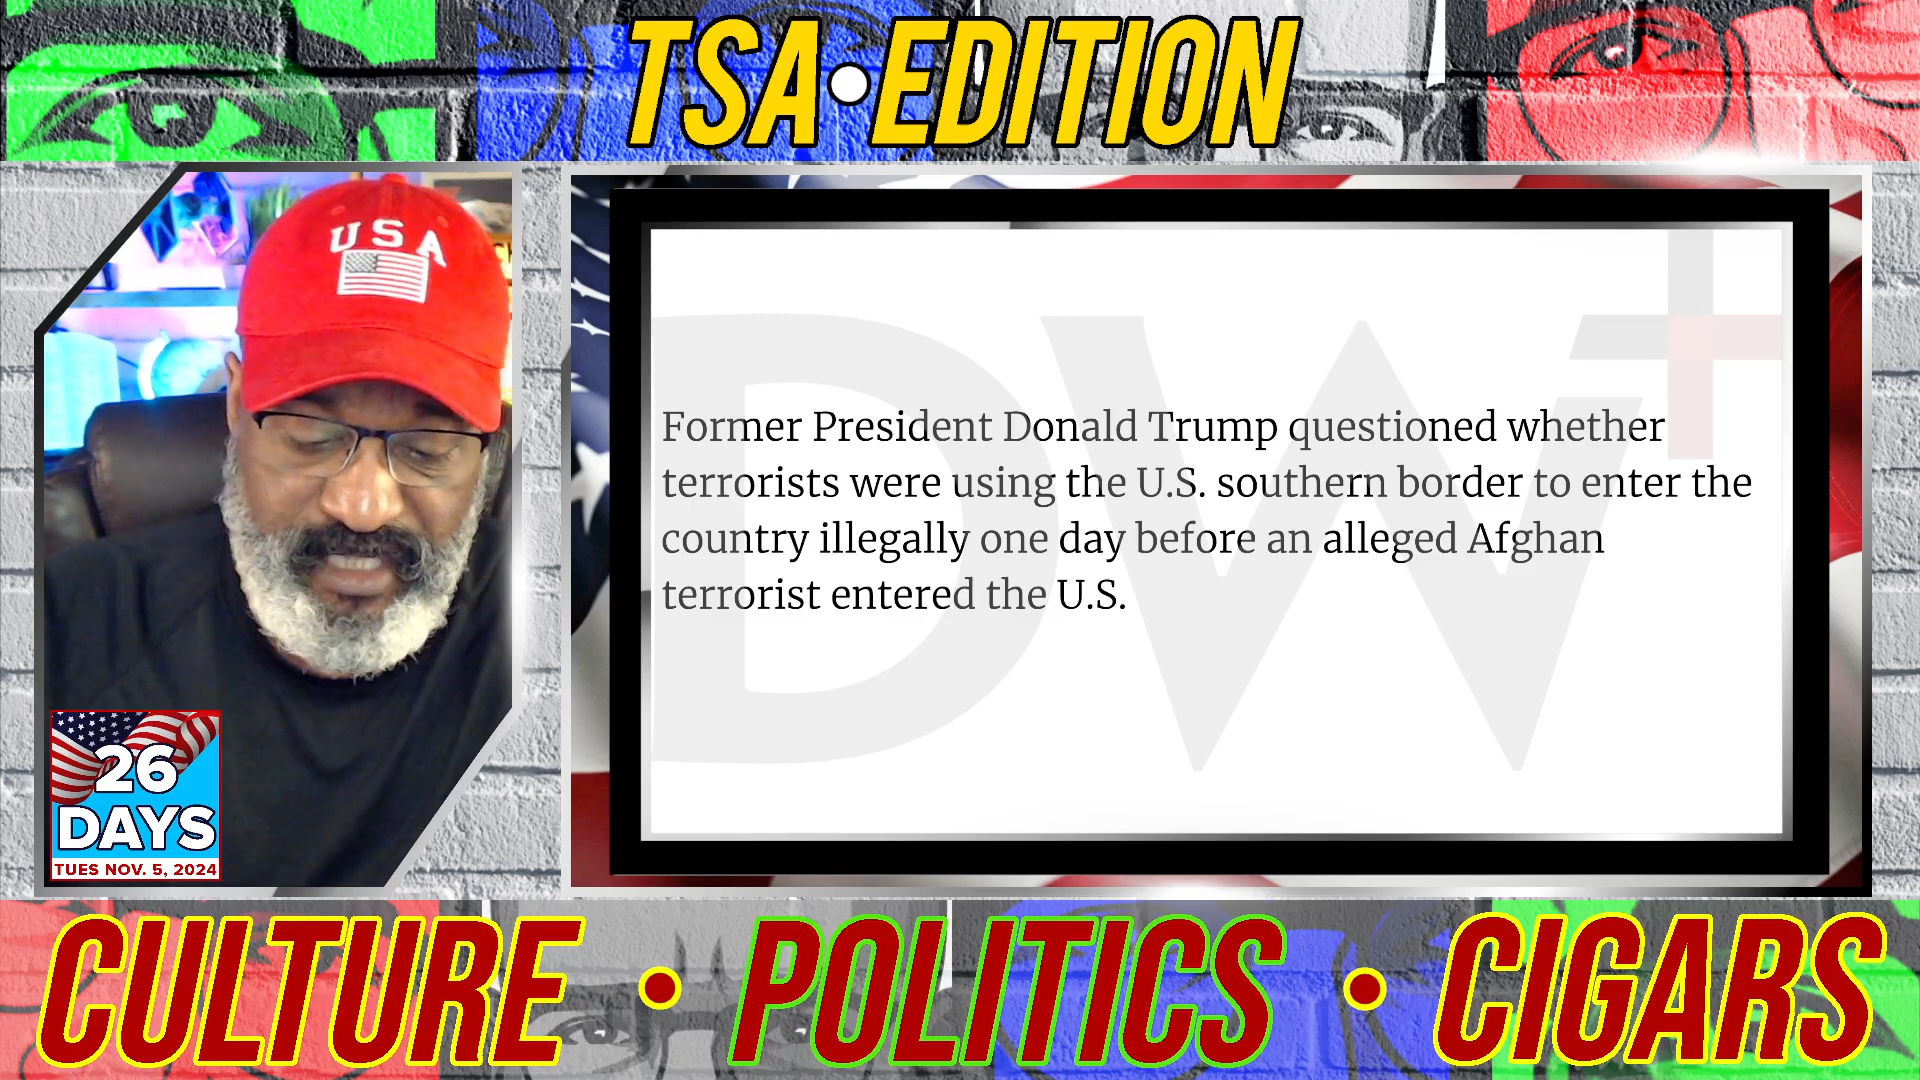 TSA•EDITION
USA
26
DAYS
TUES NOV. 5, 2024
DW+
Former President Donald Trump questioned whether
terrorists were using the U.S. southern border to enter the
country illegally one day before an alleged Afghan
terrorist entered the U.S.
CULTURE • POLITICS • CIGARS